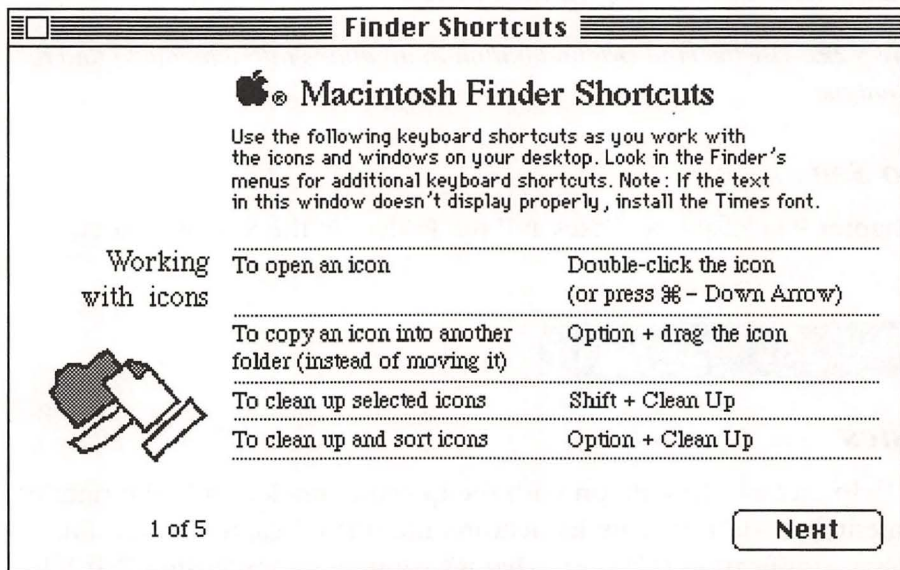 Finder Shortcuts
® Macintosh Finder Shortcuts
Use the following keyboard shortcuts as you work with
the icons and windows on your desktop. Look in the Finder's
menus for additional keyboard shortcuts. Note: If the text
in this window doesn't display properly, install the Times font.
Working
with icons
To open an icon
Double-click the icon
(or press ⌘ – Down Arrow)
To copy an icon into another
folder (instead of moving it)
Option + drag the icon
To clean up selected icons
Shift + Clean Up
To clean up and sort icons
Option + Clean Up
1 of 5
Next